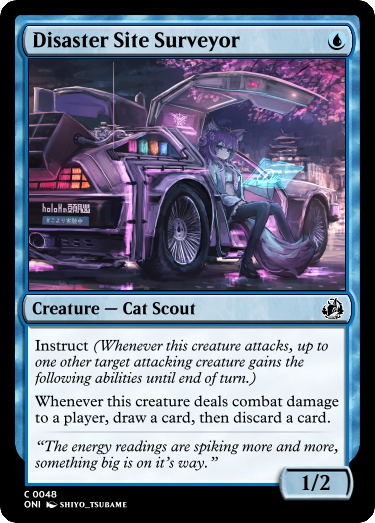 Disaster Site Surveyor
Creature — Cat Scout
Instruct (Whenever this creature attacks, up to
one other target attacking creature gains the
following abilities until end of turn.)
Whenever this creature deals combat damage
to a player, draw a card, then discard a card.
“The energy readings are spiking more and more,
something big is on it’s way.”
1/2
C 0048
ONI SHIYO_TSUBAME